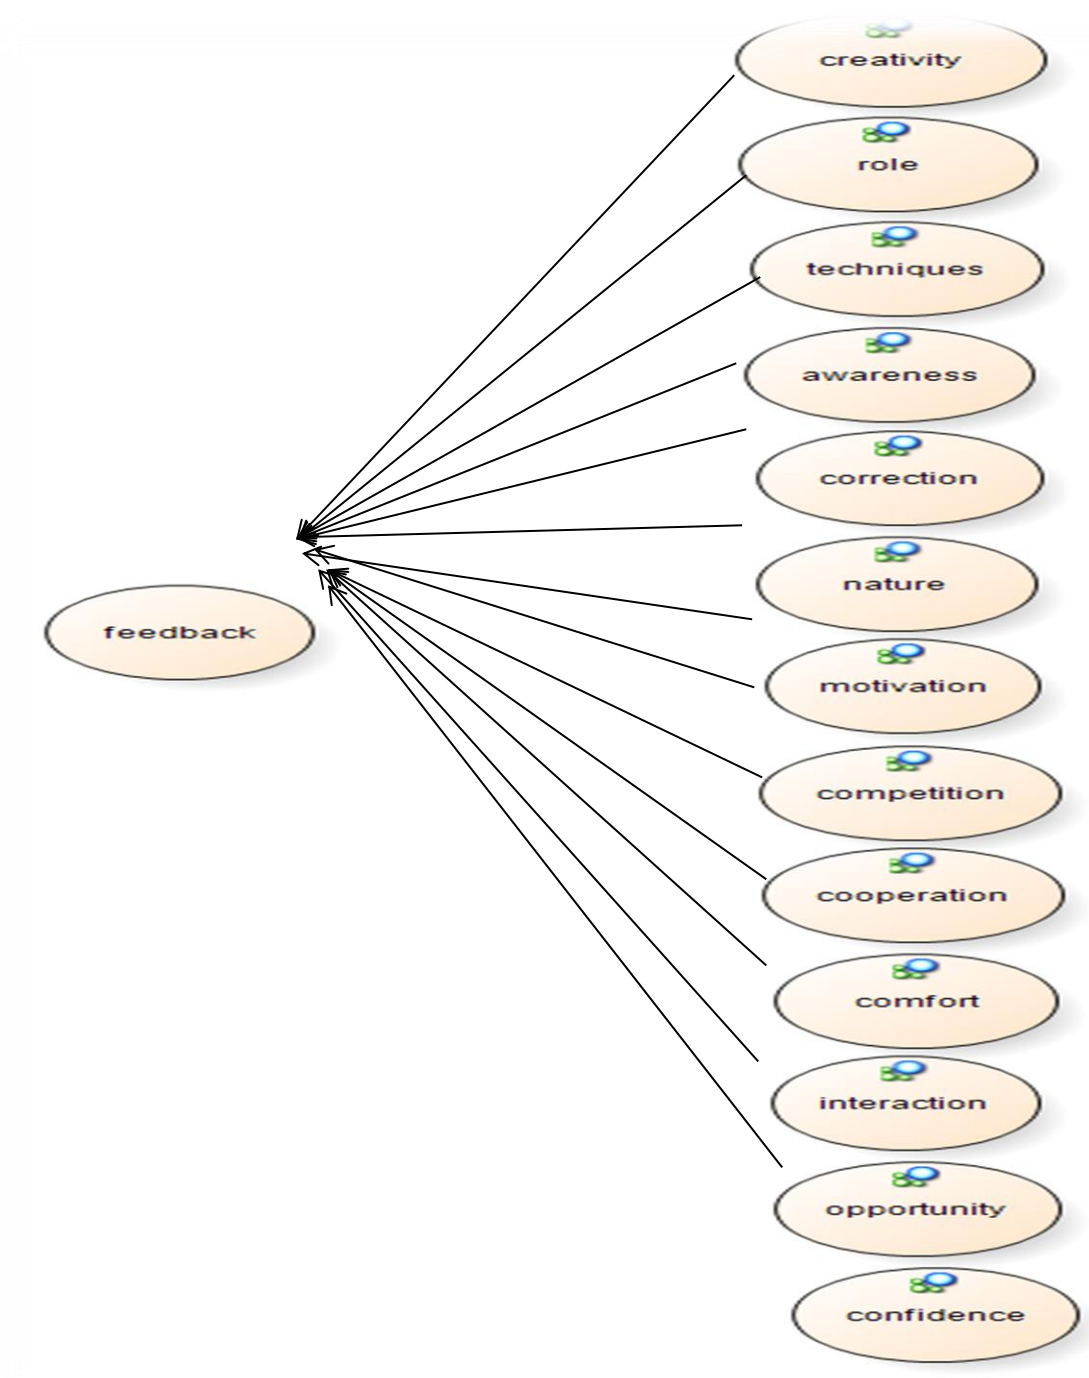 creativity
role
techniques
awareness
correction
nature
feedback
motivation
competition
cooperation
comfort
interaction
opportunity
confidence